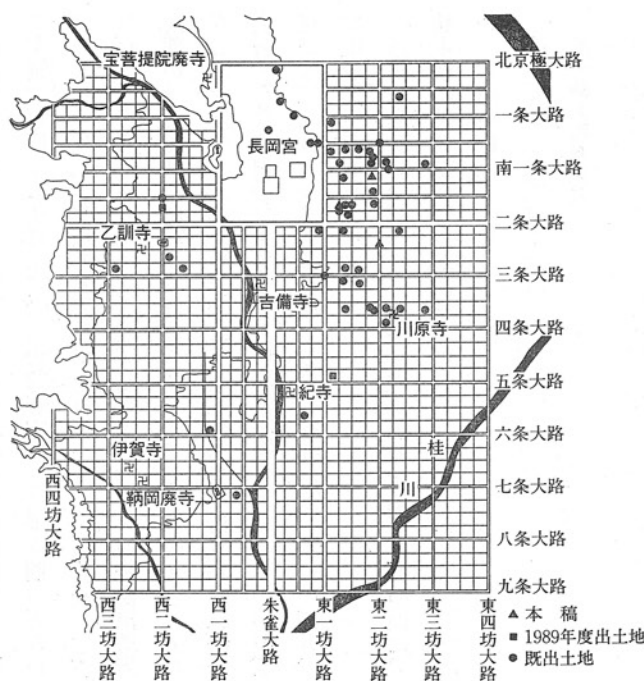 宝菩提院廃寺
長岡宮
乙訓寺
吉備寺
川原寺
紀寺
伊賀寺
鞆岡廃寺
桂
川
北京極大路
一条大路
南一条大路
二条大路
三条大路
四条大路
五条大路
六条大路
七条大路
八条大路
九条大路
西四坊大路
西三坊大路
西二坊大路
西一坊大路
朱雀大路
東一坊大路
東二坊大路
東三坊大路
東四坊大路
▲ 本稿
■ 1989年度出土地
● 既出土地